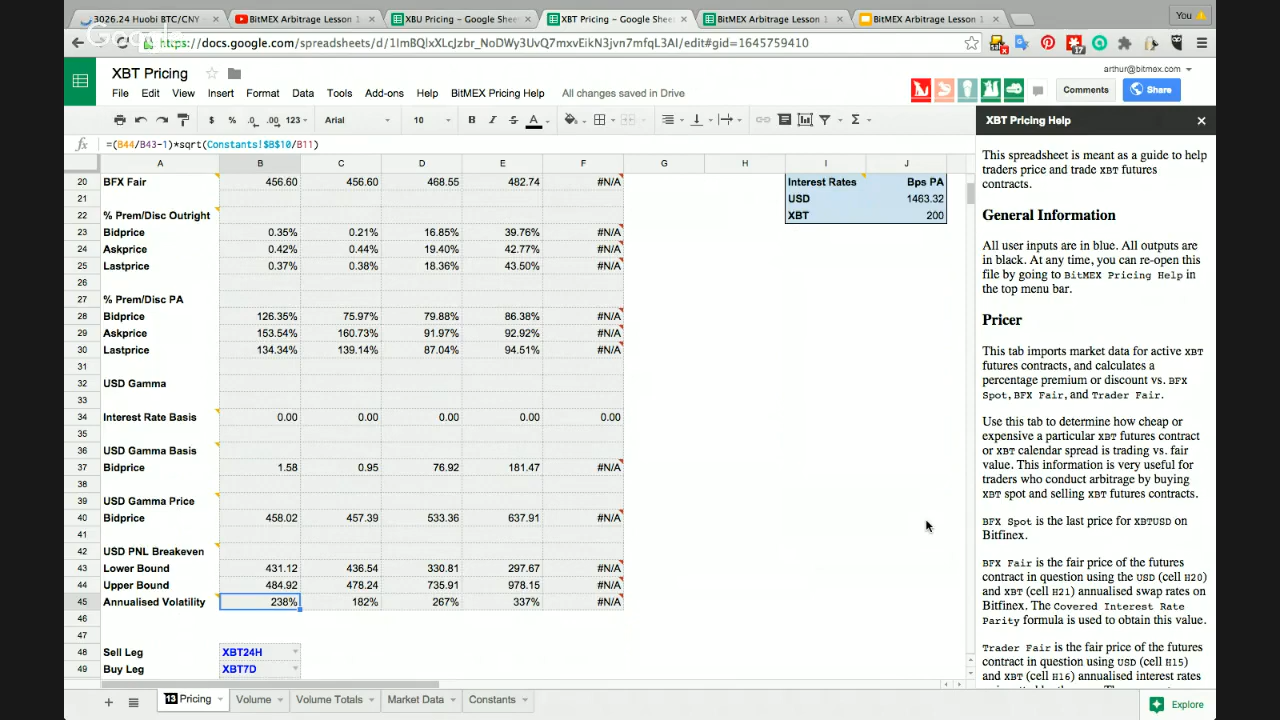 3026.24 Huobi BTC/CNY
BitMEX Arbitrage Lesson 1
XBU Pricing – Google Shee
XBT Pricing – Google Shee
BitMEX Arbitrage Lesson 1
BitMEX Arbitrage Lesson 1
You
Google
17
arthur@bitmex.com
XBT Pricing
File Edit View Insert Tools Add-ons BitMEX Pricing Help All changes saved in Drive
Comments Share
$ % .0 .00 123 Arial 10 B I S A Σ
XBT Pricing Help
fx =(B44/B43-1)*sqrt(Constants!$B$10/B11)
A B C D E F G H I J
20 BFX Fair 456.60 456.60 468.55 482.74 #N/A Interest Rates Bps PA
21 USD 1463.32
22 % Prem/Disc Outright XBT 200
23 Bidprice 0.35% 0.21% 16.85% 39.76% #N/A
24 Askprice 0.42% 0.44% 19.40% 42.77% #N/A
25 Lastprice 0.37% 0.38% 18.36% 43.50% #N/A
26
27 % Prem/Disc PA
28 Bidprice 126.35% 75.97% 79.88% 86.38% #N/A
29 Askprice 153.54% 160.73% 91.97% 92.92% #N/A
30 Lastprice 134.34% 139.14% 87.04% 94.51% #N/A
31
32 USD Gamma
33
34 Interest Rate Basis 0.00 0.00 0.00 0.00 0.00
35
36 USD Gamma Basis
37 Bidprice 1.58 0.95 76.92 181.47 #N/A
38
39 USD Gamma Price
40 Bidprice 458.02 457.39 533.36 637.91 #N/A
41
42 USD PNL Breakeven
43 Lower Bound 431.12 436.54 330.81 297.67 #N/A
44 Upper Bound 484.92 478.24 735.91 978.15 #N/A
45 Annualised Volatility 238% 182% 267% 337% #N/A
46
47
48 Sell Leg XBT24H
49 Buy Leg XBT7D
This spreadsheet is meant as a guide to help
traders price and trade XBT futures
contracts.
General Information
All user inputs are in blue. All outputs are
in black. At any time, you can re-open this
file by going to BitMEX Pricing Help in
the top menu bar.
Pricer
This tab imports market data for active XBT
futures contracts, and calculates a
percentage premium or discount vs. BFX
Spot, BFX Fair, and Trader Fair.
Use this tab to determine how cheap or
expensive a particular XBT futures contract
or XBT calendar spread is trading vs. fair
value. This information is very useful for
traders who conduct arbitrage by buying
XBT spot and selling XBT futures contracts.
BFX Spot is the last price for XBTUSD on
Bitfinex.
BFX Fair is the fair price of the futures
contract in question using the USD (cell H20)
and XBT (cell H21) annualised swap rates on
Bitfinex. The Covered Interest Rate
Parity formula is used to obtain this value.
Trader Fair is the fair price of the futures
contract in question using USD (cell H15)
and XBT (cell H16) annualised interest rates
13 Pricing Volume Volume Totals Market Data Constants
Explore